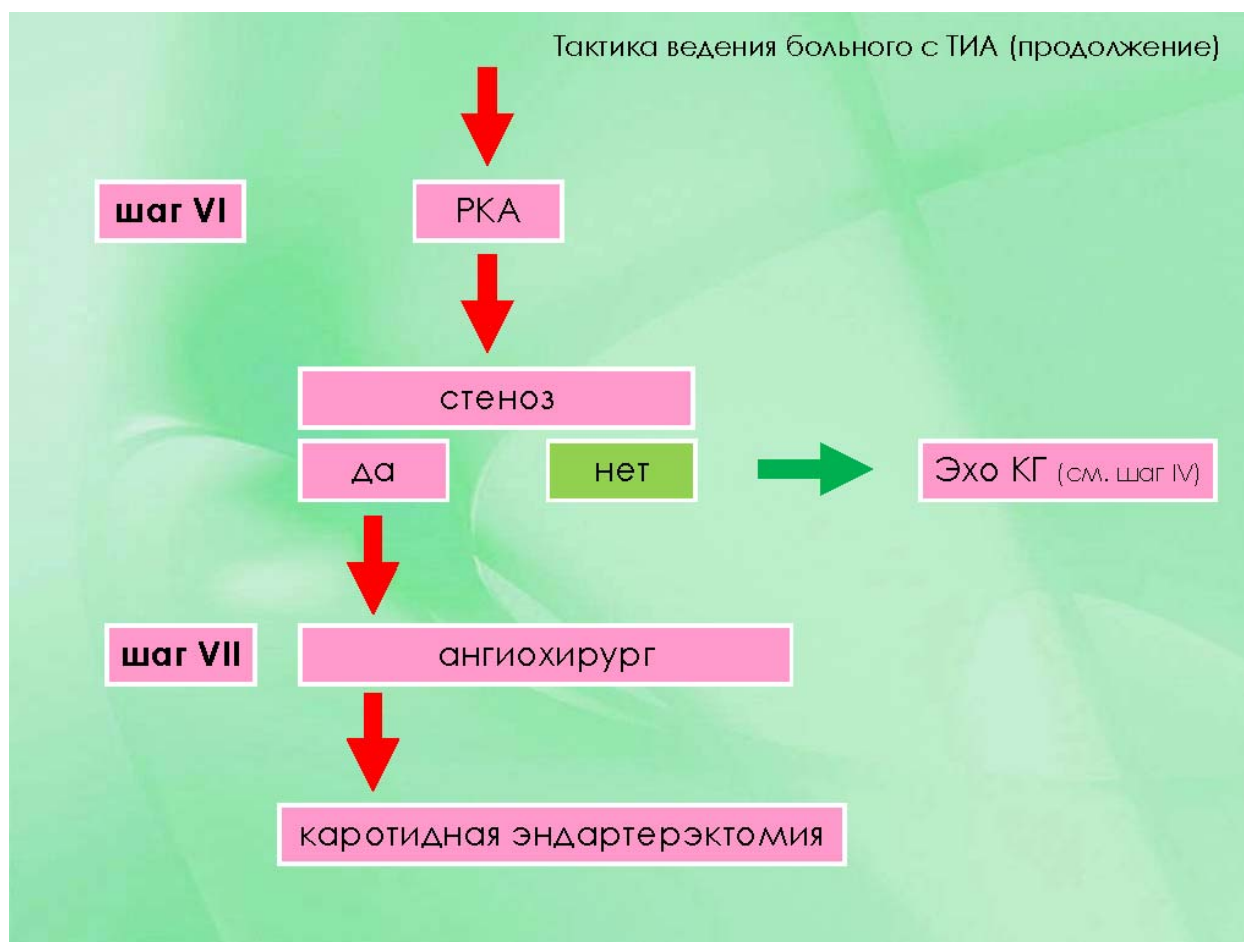 Тактика ведения больного с ТИА (продолжение)
шаг VI
РКА
стеноз
да
нет
Эхо КГ (см. шаг IV)
шаг VII
ангиохирург
каротидная эндартерэктомия